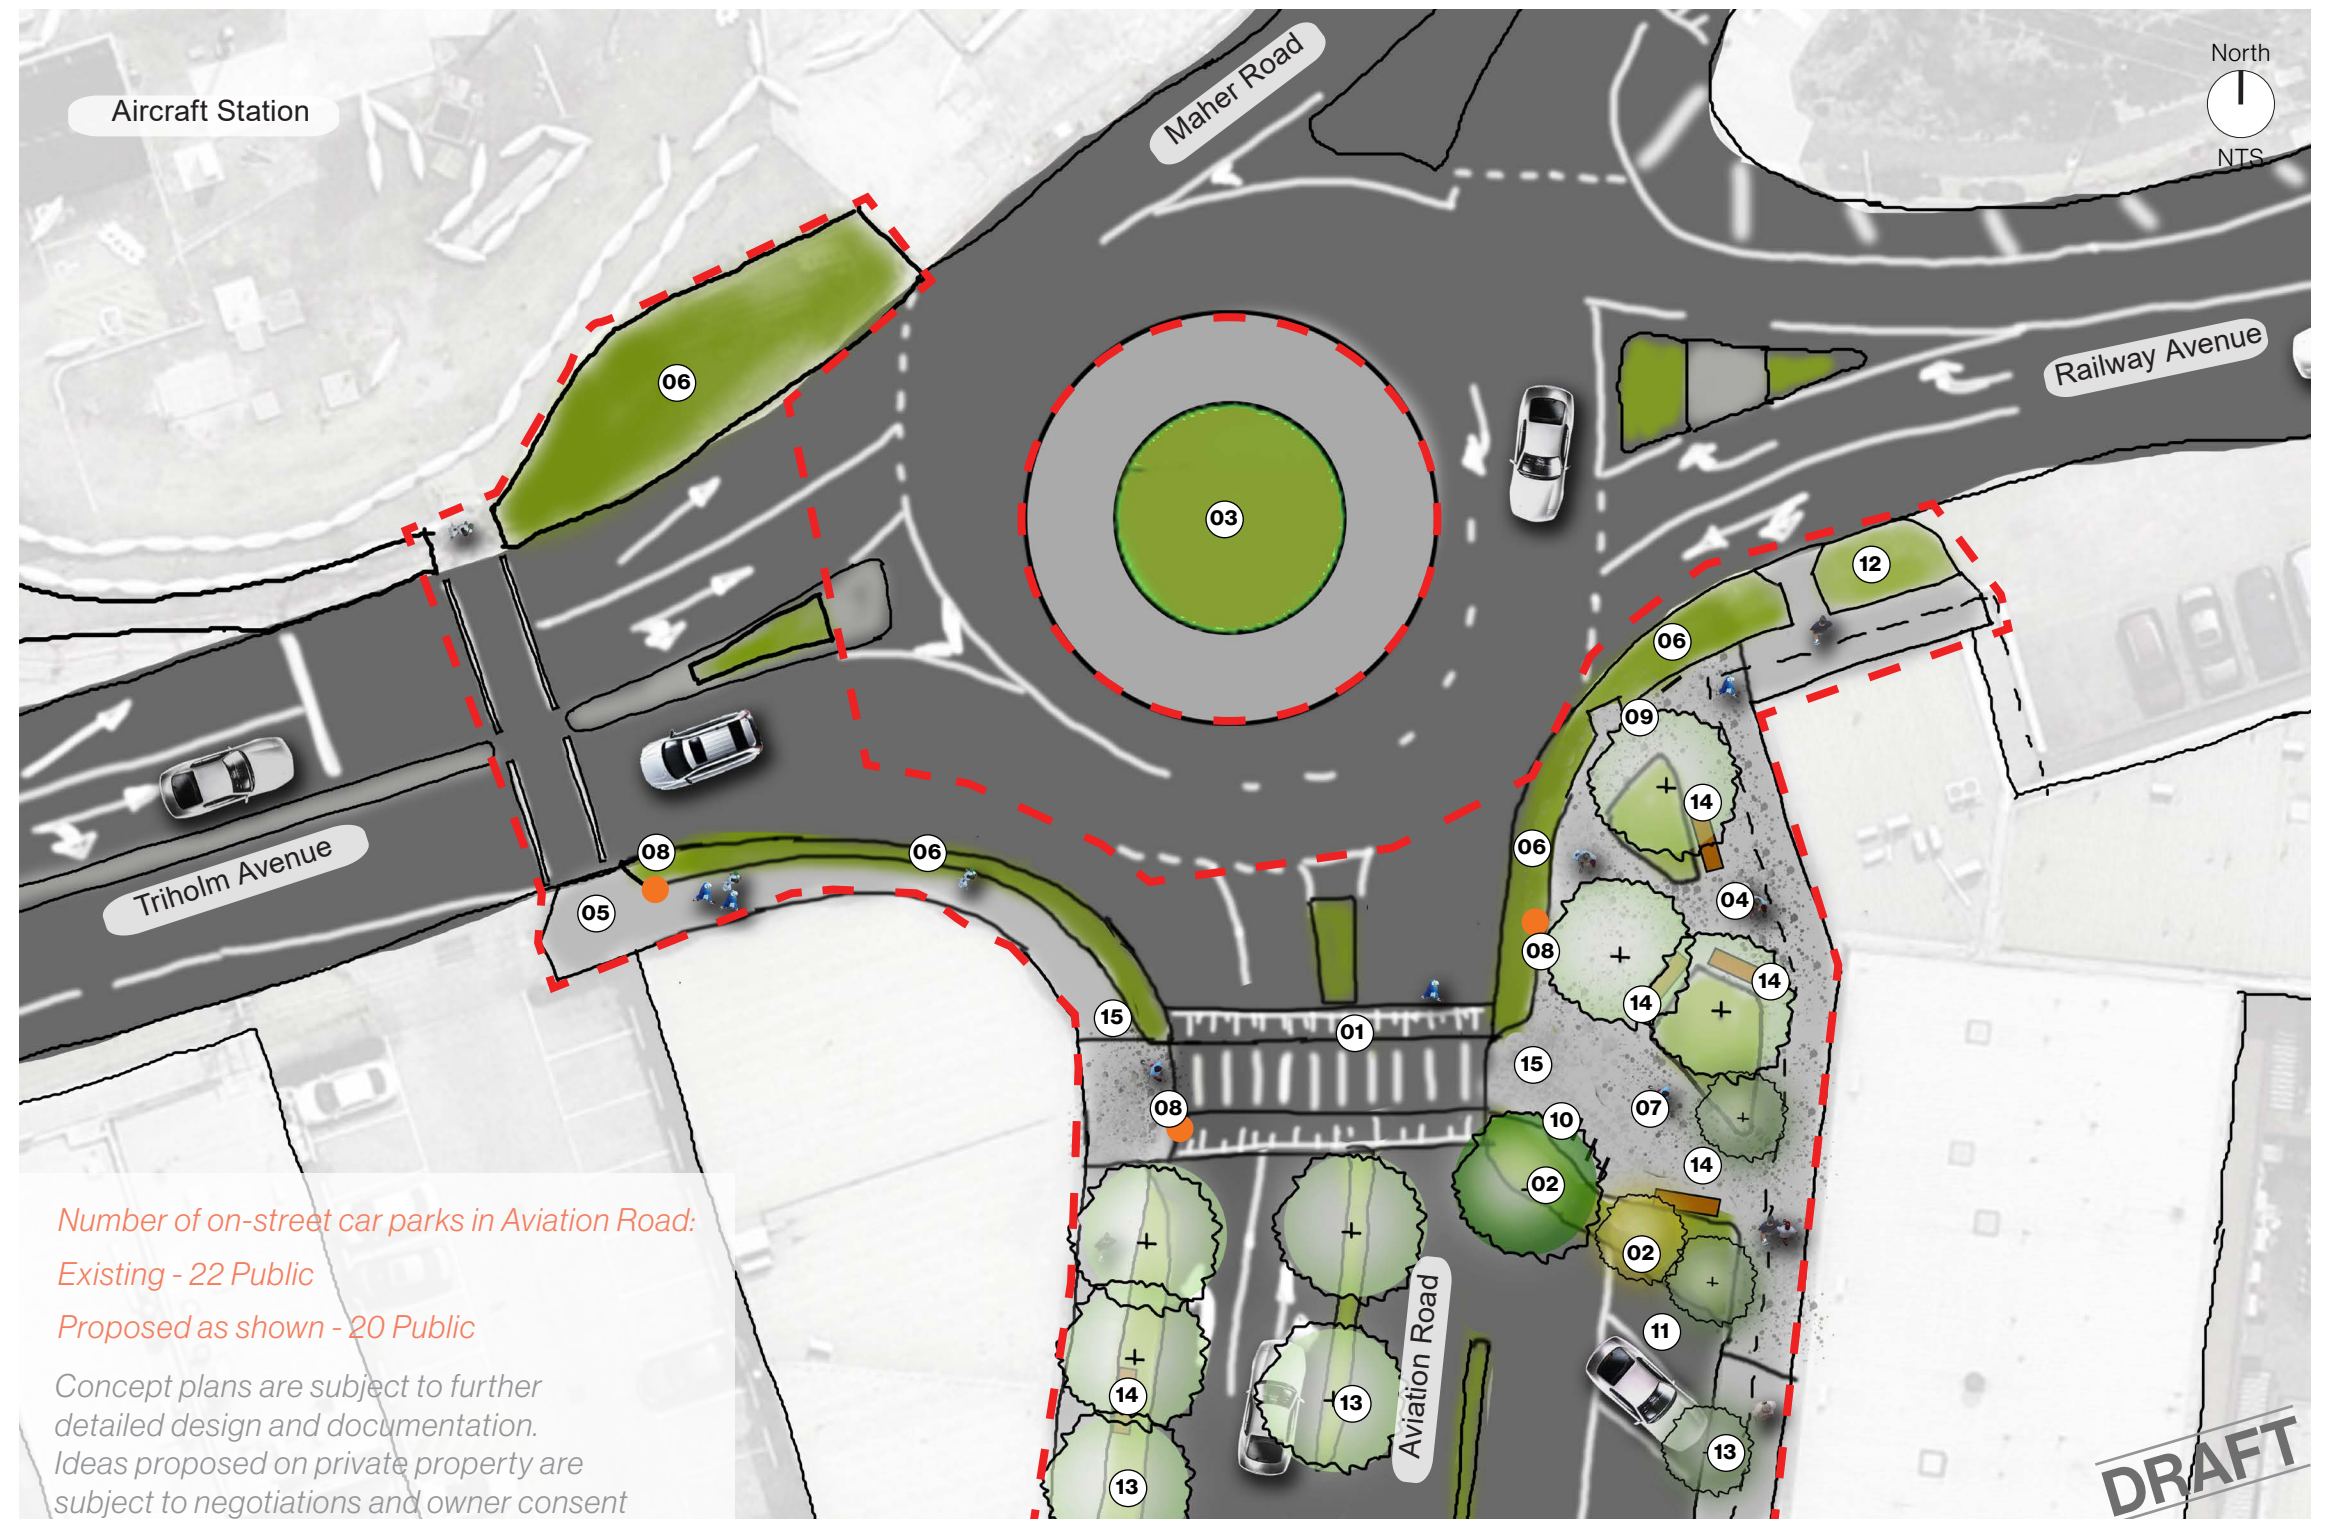 North
NTS
Aircraft Station
Maher Road
Railway Avenue
06
03
12
06
09
14
08
06
06
05
04
08
14
14
15
01
15
10
07
08
14
02
02
Triholm Avenue
11
Aviation Road
14
13
13
13
Number of on-street car parks in Aviation Road:
Existing - 22 Public
Proposed as shown - 20 Public
Concept plans are subject to further
detailed design and documentation.
Ideas proposed on private property are
subject to negotiations and owner consent
DRAFT